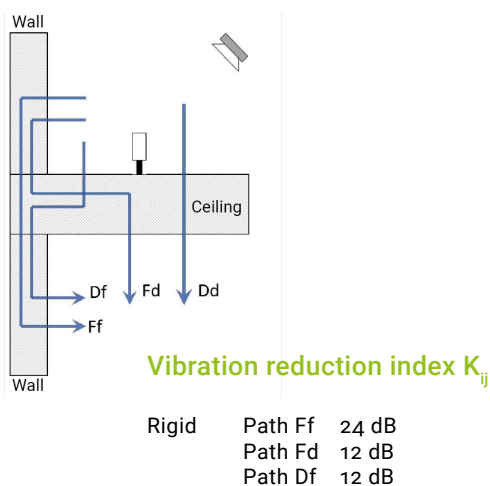 Wall
Ceiling
Df Fd Dd
Ff
Wall
Vibration reduction index Kij
Rigid Path Ff 24 dB
Path Fd 12 dB
Path Df 12 dB